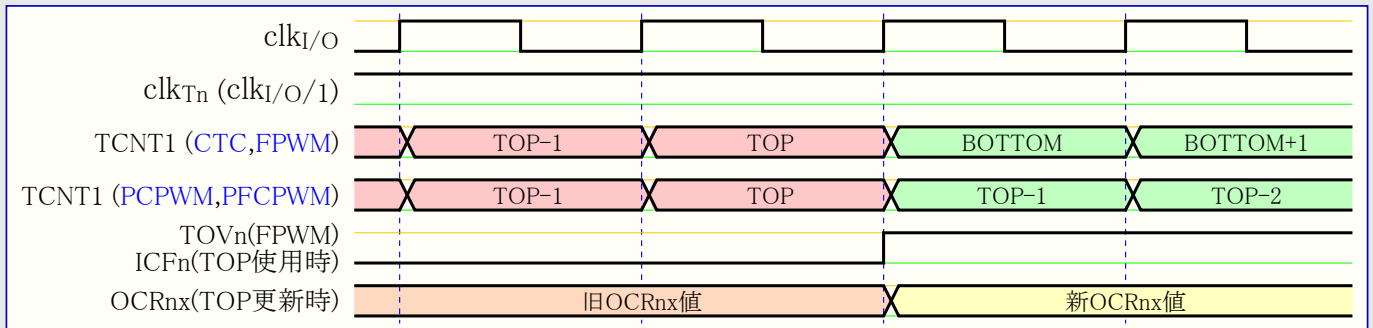 clkI/O
clkTn (clkI/O/1)
TCNT1 (CTC,FPWM) TOP-1 TOP BOTTOM BOTTOM+1
TCNT1 (PCPWM,PFCPWM) TOP-1 TOP TOP-1 TOP-2
TOVn(FPWM)
ICFn(TOP使用時)
OCRnx(TOP更新時) 旧OCRnx値 新OCRnx値